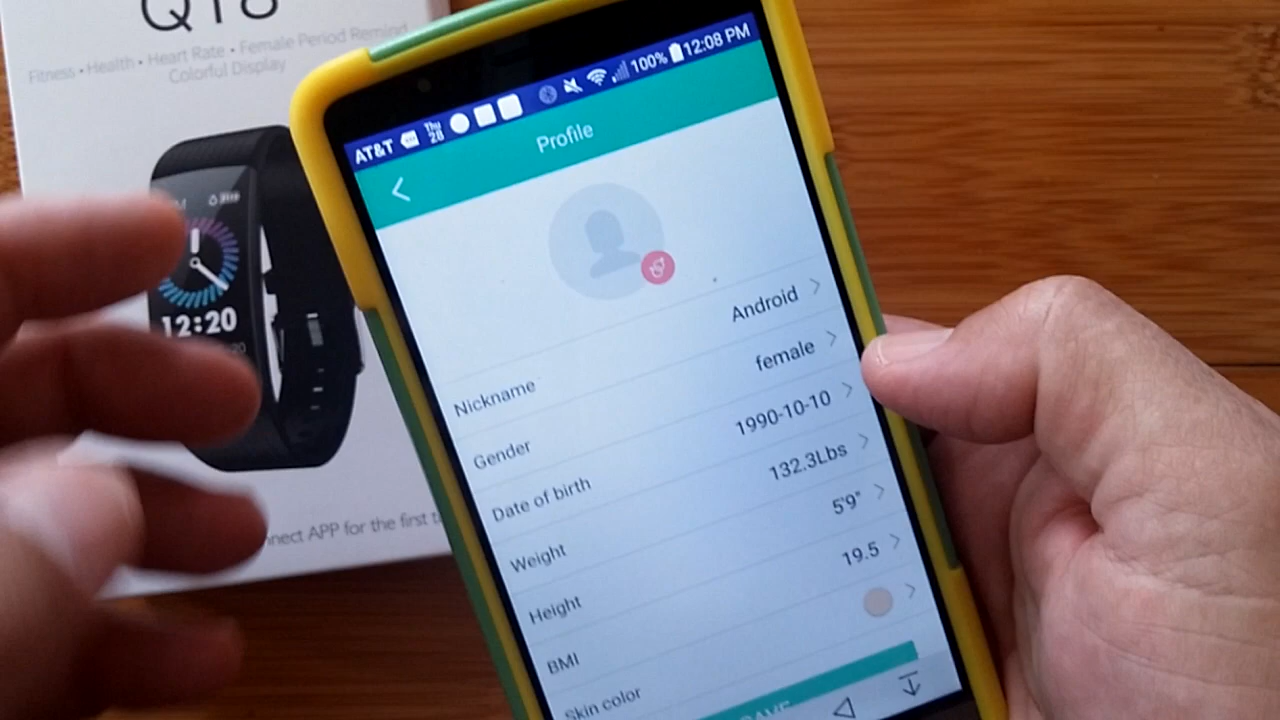 Fitness • Health • Heart Rate • Female Period Remind
Colorful Display
12:20
nnect APP for the first
AT&T Thu 28 100% 12:08 PM
Profile
Nickname Android
Gender female
Date of birth 1990-10-10
Weight 132.3Lbs
Height 5'9"
BMI 19.5
Skin color
SAVE